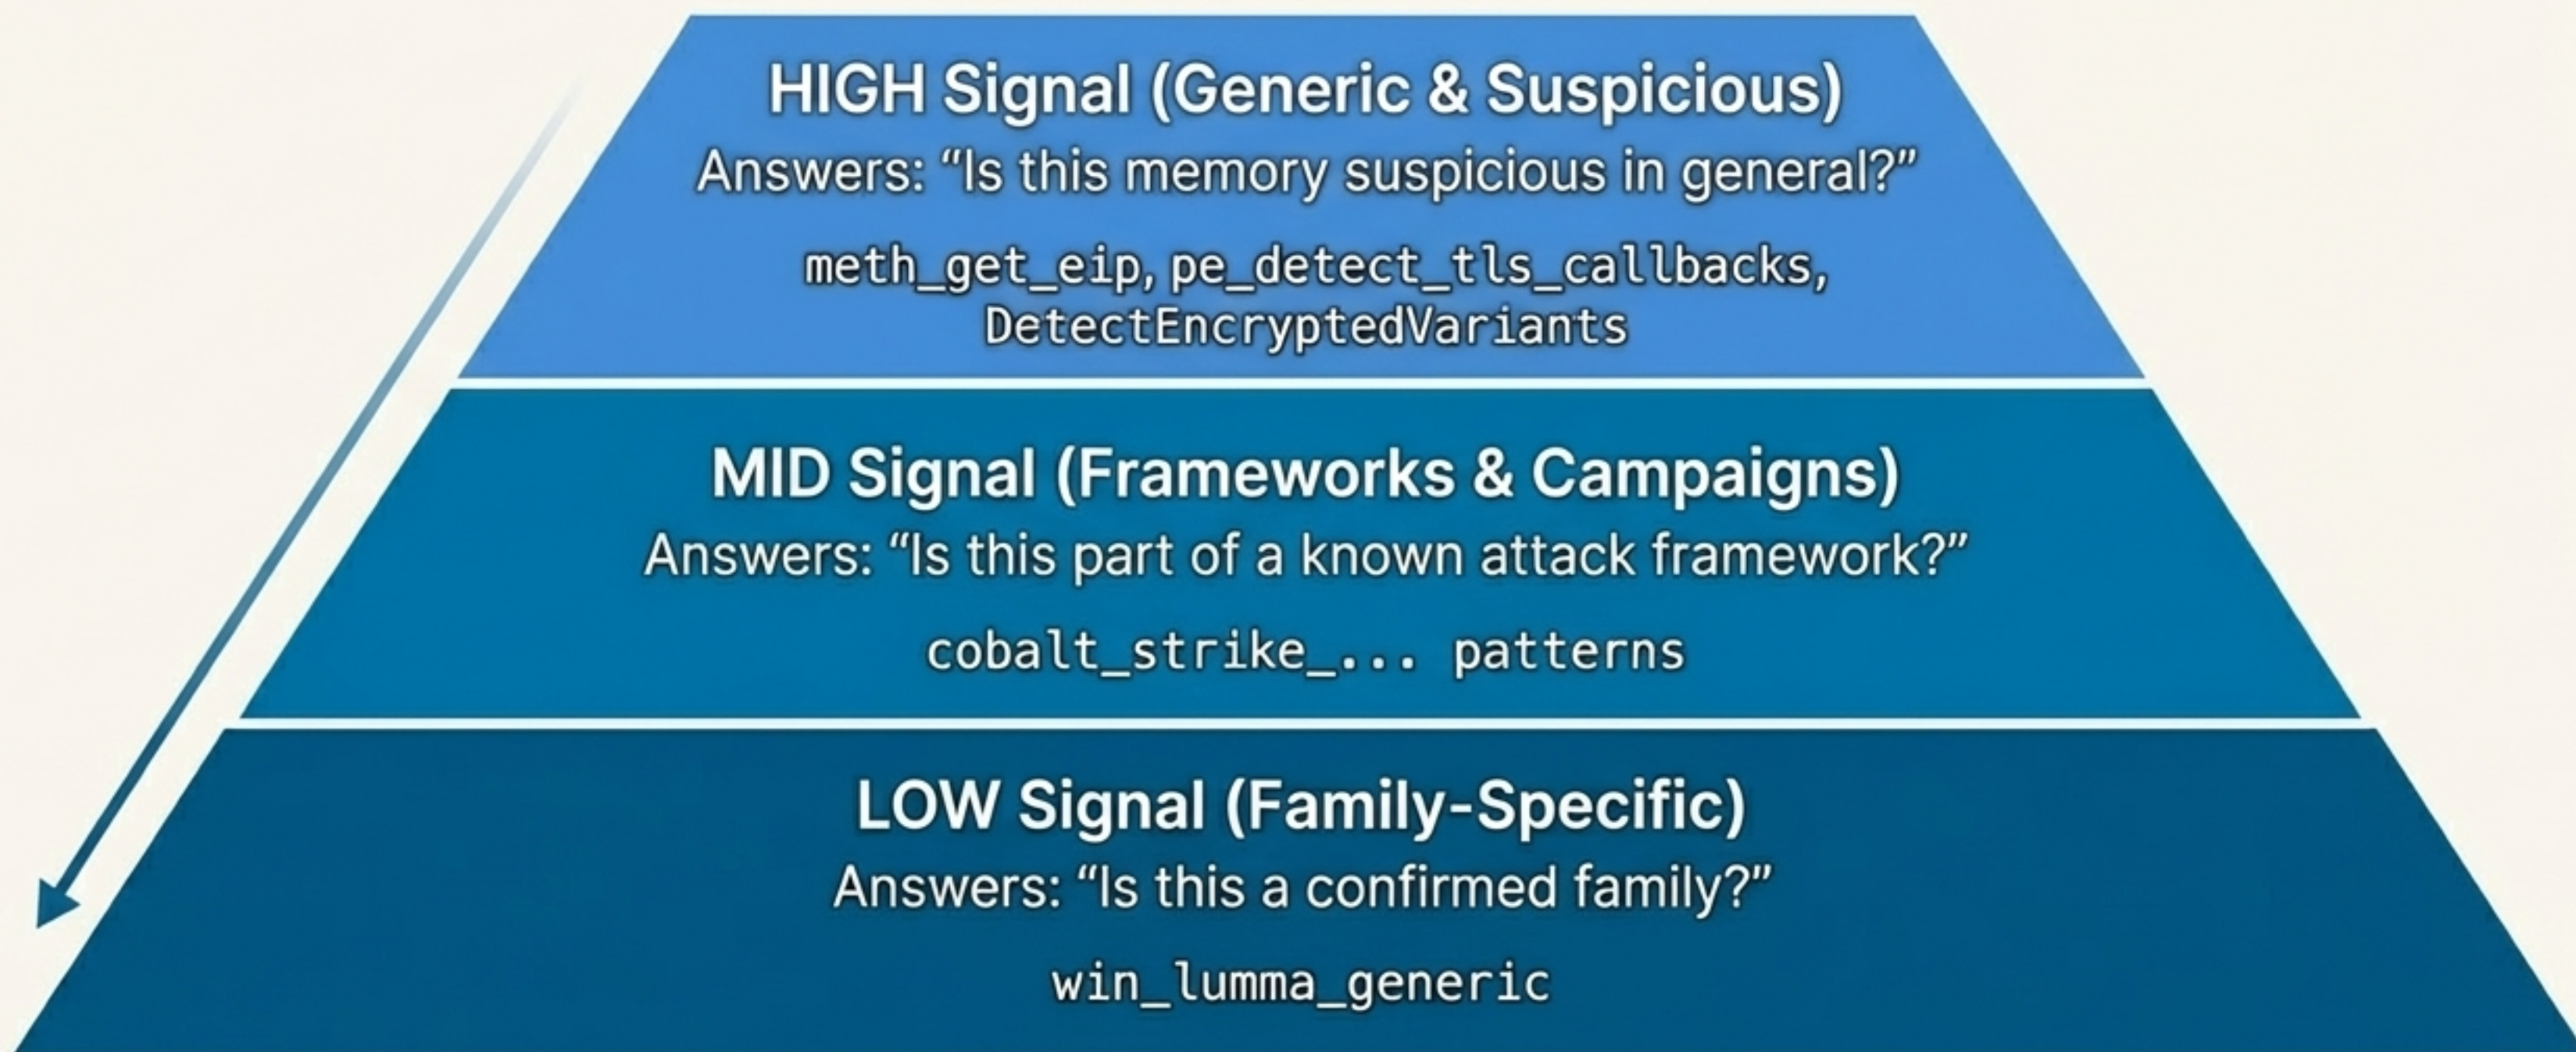 HIGH Signal (Generic & Suspicious)
Answers: “Is this memory suspicious in general?”
meth_get_eip, pe_detect_tls_callbacks,
DetectEncryptedVariants
MID Signal (Frameworks & Campaigns)
Answers: “Is this part of a known attack framework?”
cobalt_strike_... patterns
LOW Signal (Family-Specific)
Answers: “Is this a confirmed family?”
win_lumma_generic